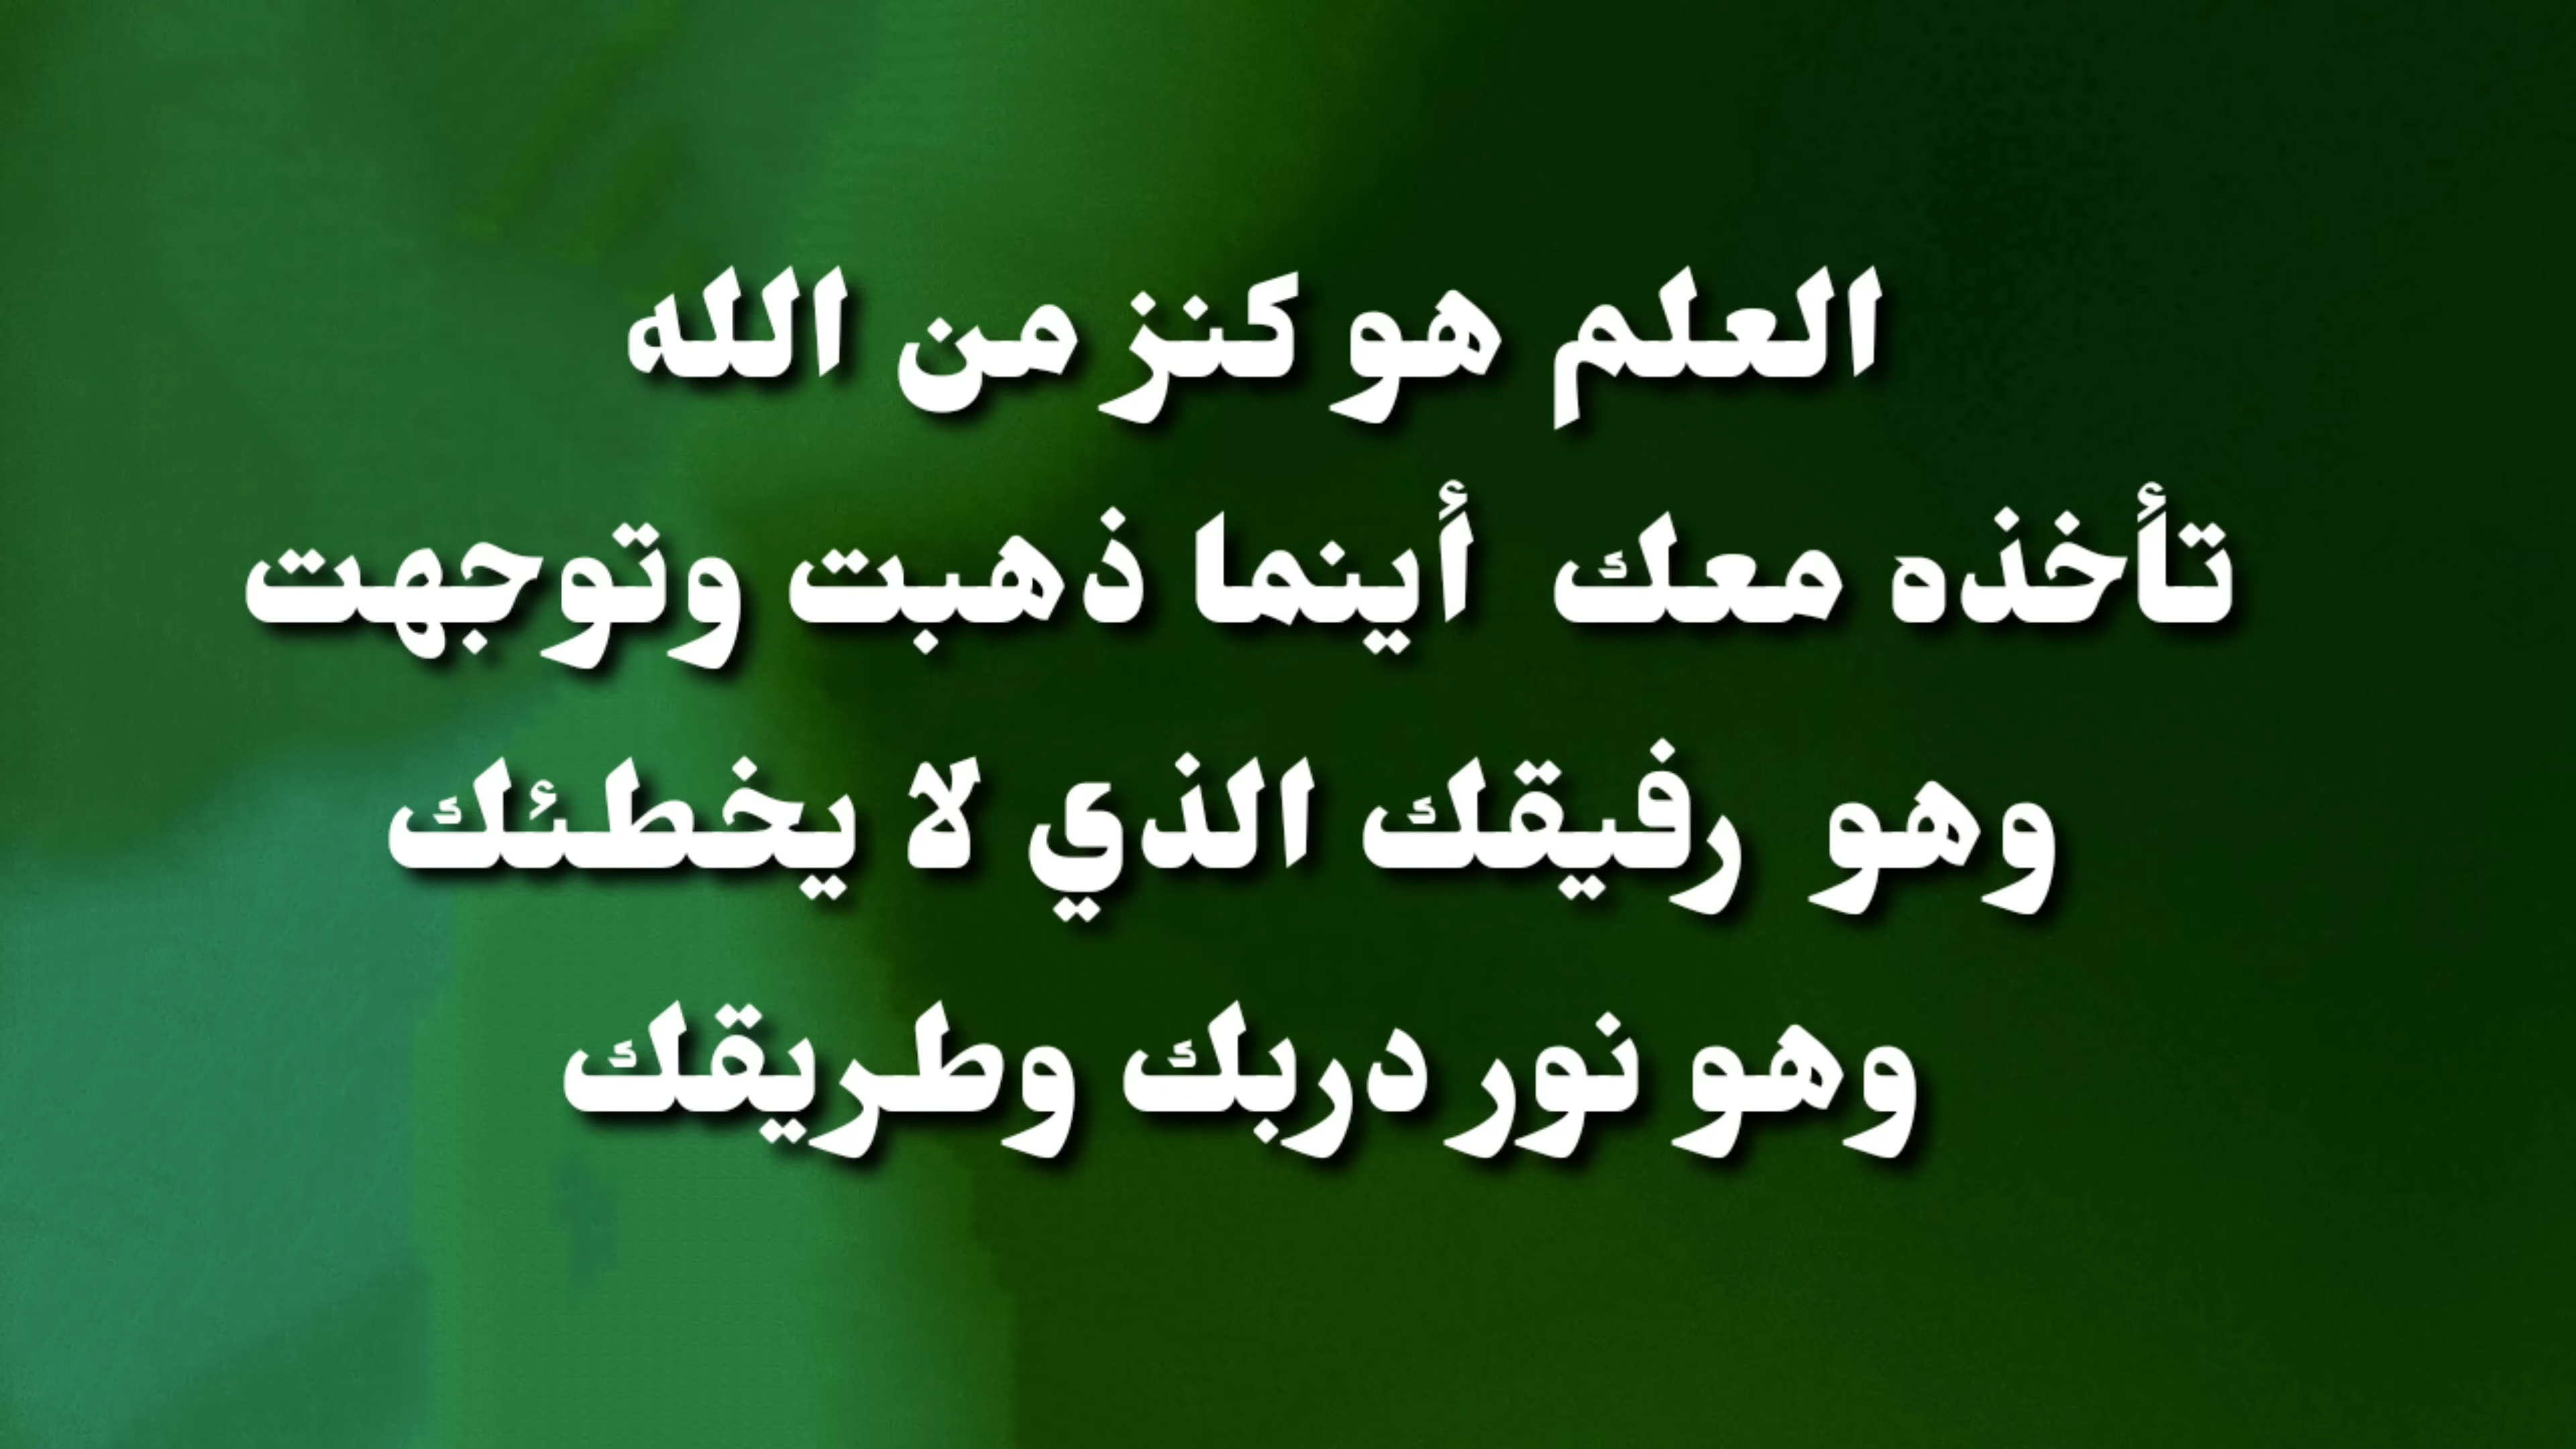 العلم هو كنز من الله
تأخذه معك أينما ذهبت وتوجهت
وهو رفيقك الذي لا يخطئك
وهو نور دربك وطريقك